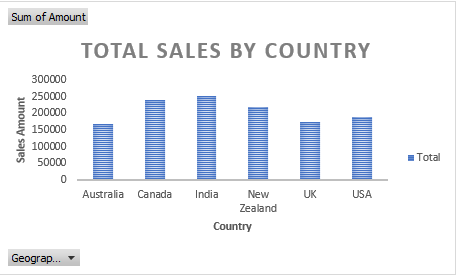 Sum of Amount
TOTAL SALES BY COUNTRY
Sales Amount
300000
250000
200000
150000
100000
50000
0
Australia Canada India New Zealand UK USA
Country
Total
Geograp...